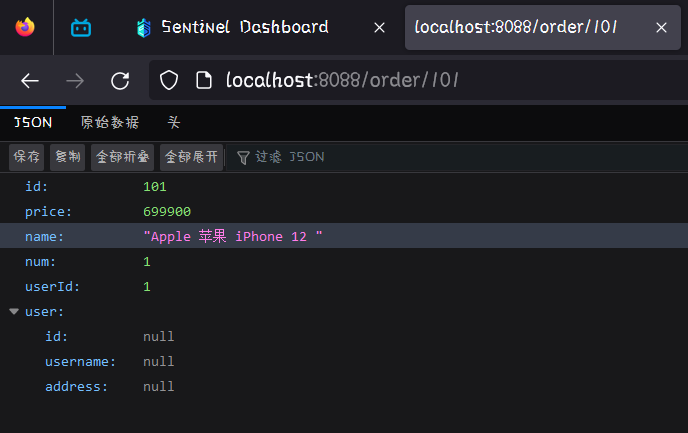 Sentinel Dashboard
localhost:8088/order/101
localhost:8088/order/101
JSON 原始数据 头
保存 复制 全部折叠 全部展开 过滤 JSON
id: 101
price: 699900
name: "Apple 苹果 iPhone 12 "
num: 1
userId: 1
user:
id: null
username: null
address: null